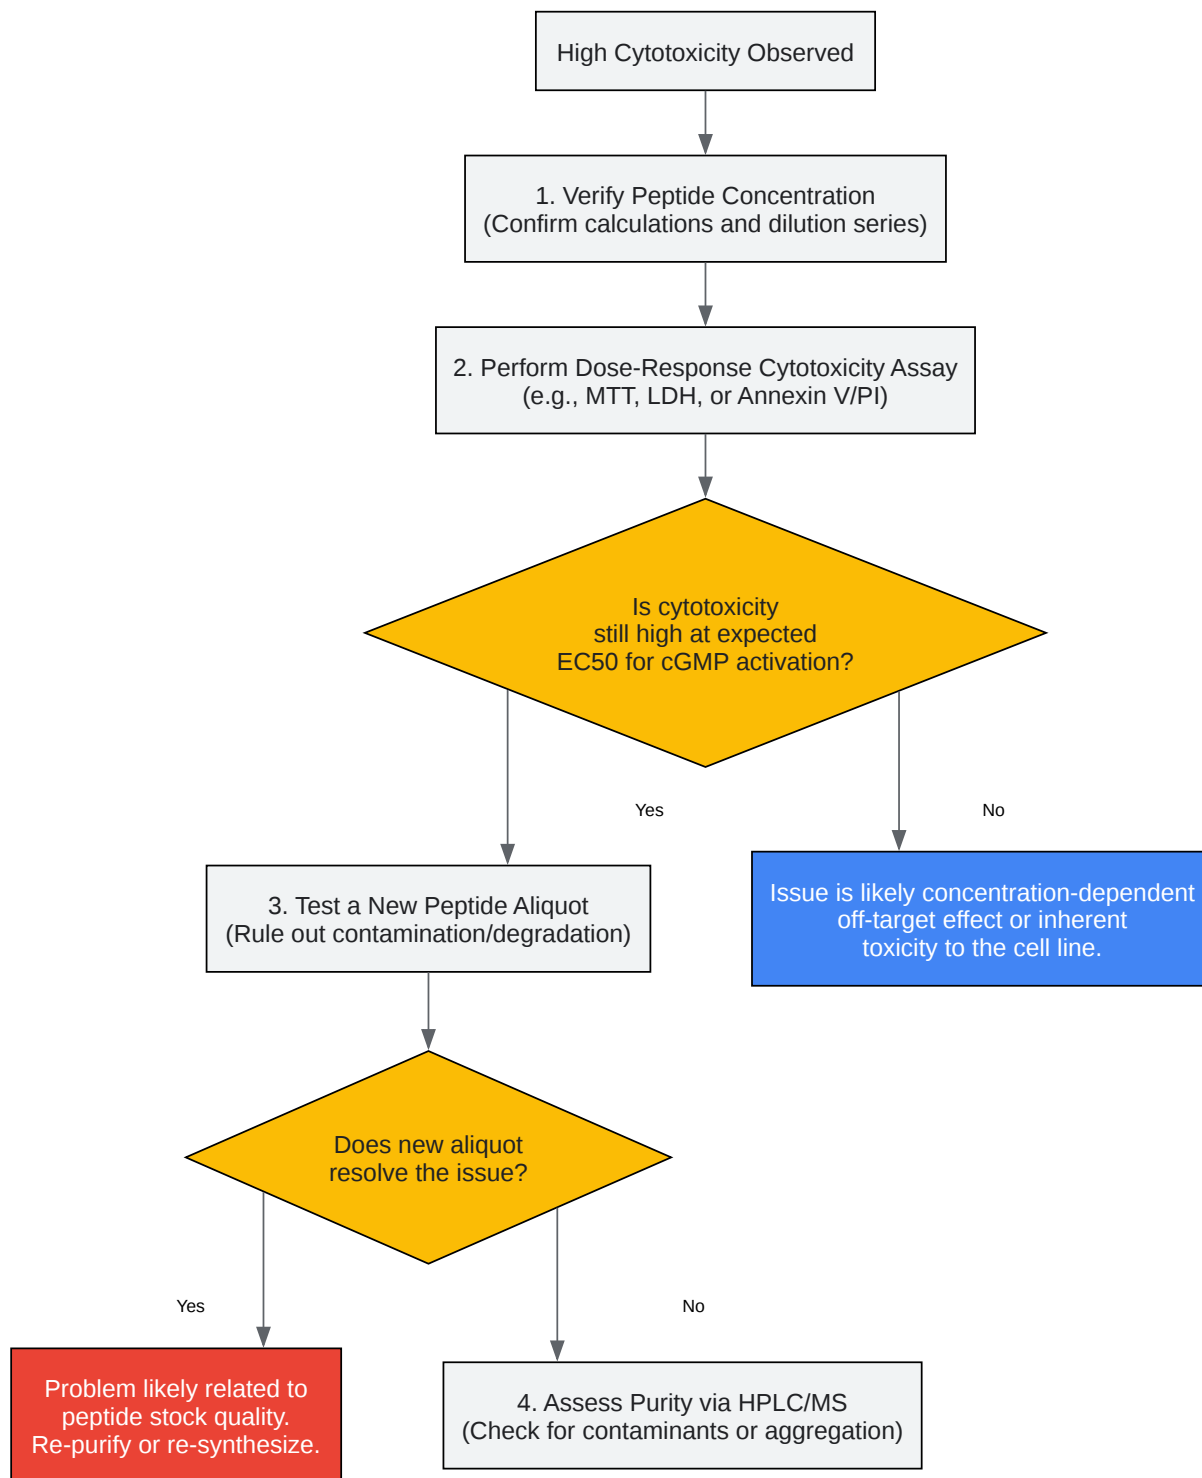 High Cytotoxicity Observed
1. Verify Peptide Concentration
(Confirm calculations and dilution series)
2. Perform Dose-Response Cytotoxicity Assay
(e.g., MTT, LDH, or Annexin V/PI)
Is cytotoxicity
still high at expected
EC50 for cGMP activation?
Yes
No
3. Test a New Peptide Aliquot
(Rule out contamination/degradation)
Issue is likely concentration-dependent
off-target effect or inherent
toxicity to the cell line.
Does new aliquot
resolve the issue?
Yes
No
Problem likely related to
peptide stock quality.
Re-purify or re-synthesize.
4. Assess Purity via HPLC/MS
(Check for contaminants or aggregation)